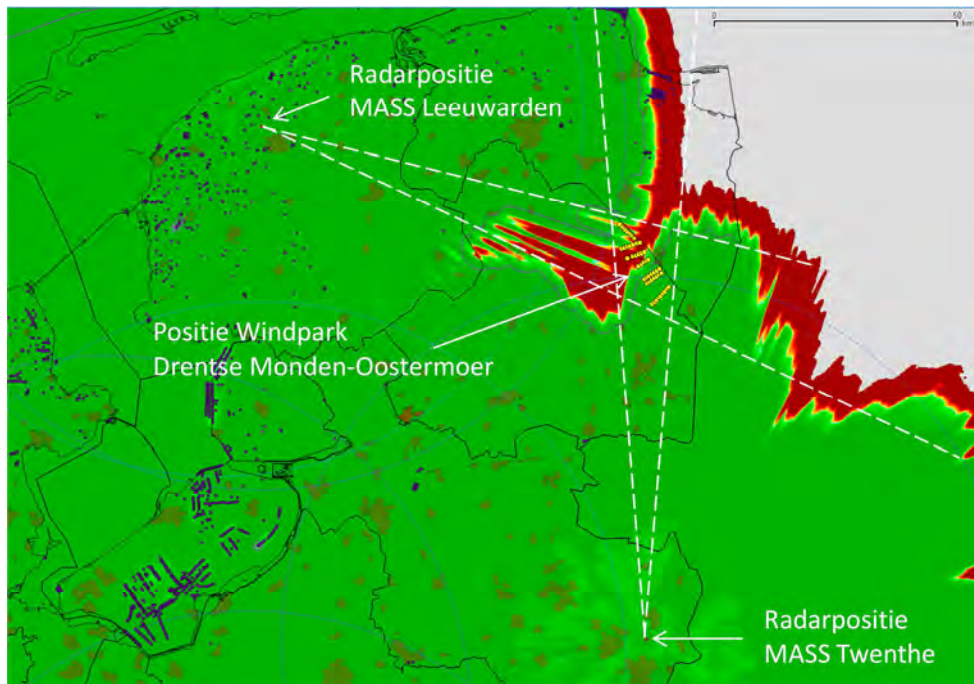 0
50
km
Radarpositie
MASS Leeuwarden
Positie Windpark
Drentse Monden-Oostermoer
Radarpositie
MASS Twenthe